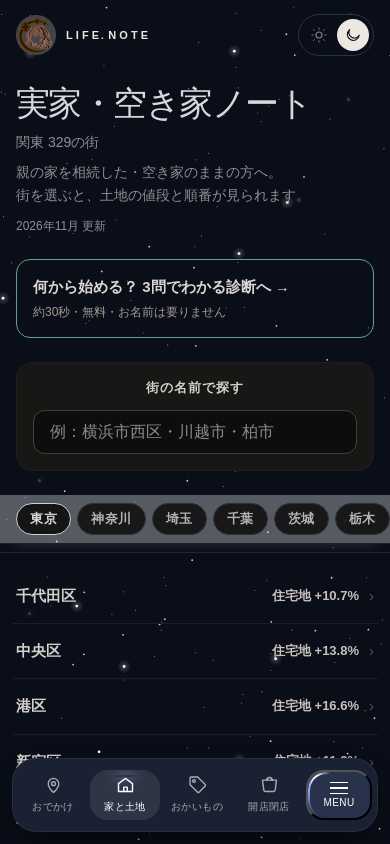 LIFE.NOTE
実家・空き家ノート
関東 329の街
親の家を相続した・空き家のままの方へ。
街を選ぶと、土地の値段と順番が見られます。
2026年11月 更新
何から始める？ 3問でわかる診断へ →
約30秒・無料・お名前は要りません
街の名前で探す
例：横浜市西区・川越市・柏市
東京 神奈川 埼玉 千葉 茨城 栃木
千代田区 住宅地 +10.7% ›
中央区 住宅地 +13.8% ›
港区 住宅地 +16.6% ›
おでかけ 家と土地 おかいもの 開店閉店 MENU